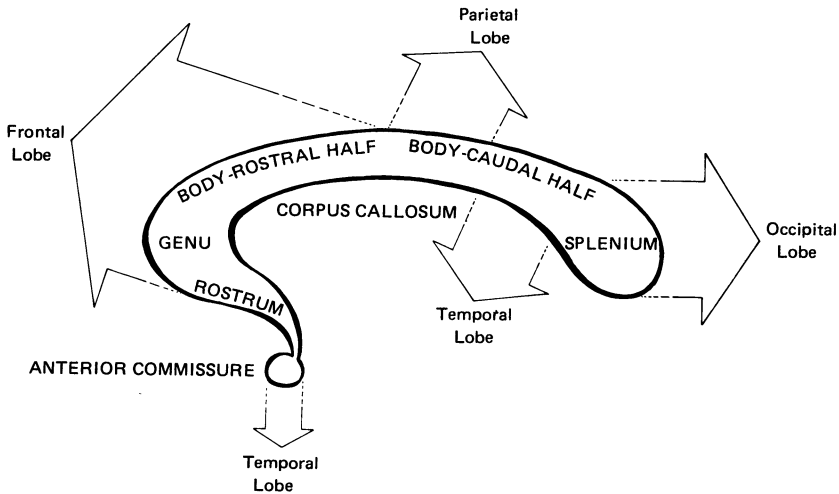 Parietal
Lobe
Frontal
Lobe
BODY-ROSTRAL HALF
BODY-CAUDAL HALF
CORPUS CALLOSUM
GENU
SPLENIUM
Occipital
Lobe
ROSTRUM
Temporal
Lobe
ANTERIOR COMMISSURE
Temporal
Lobe